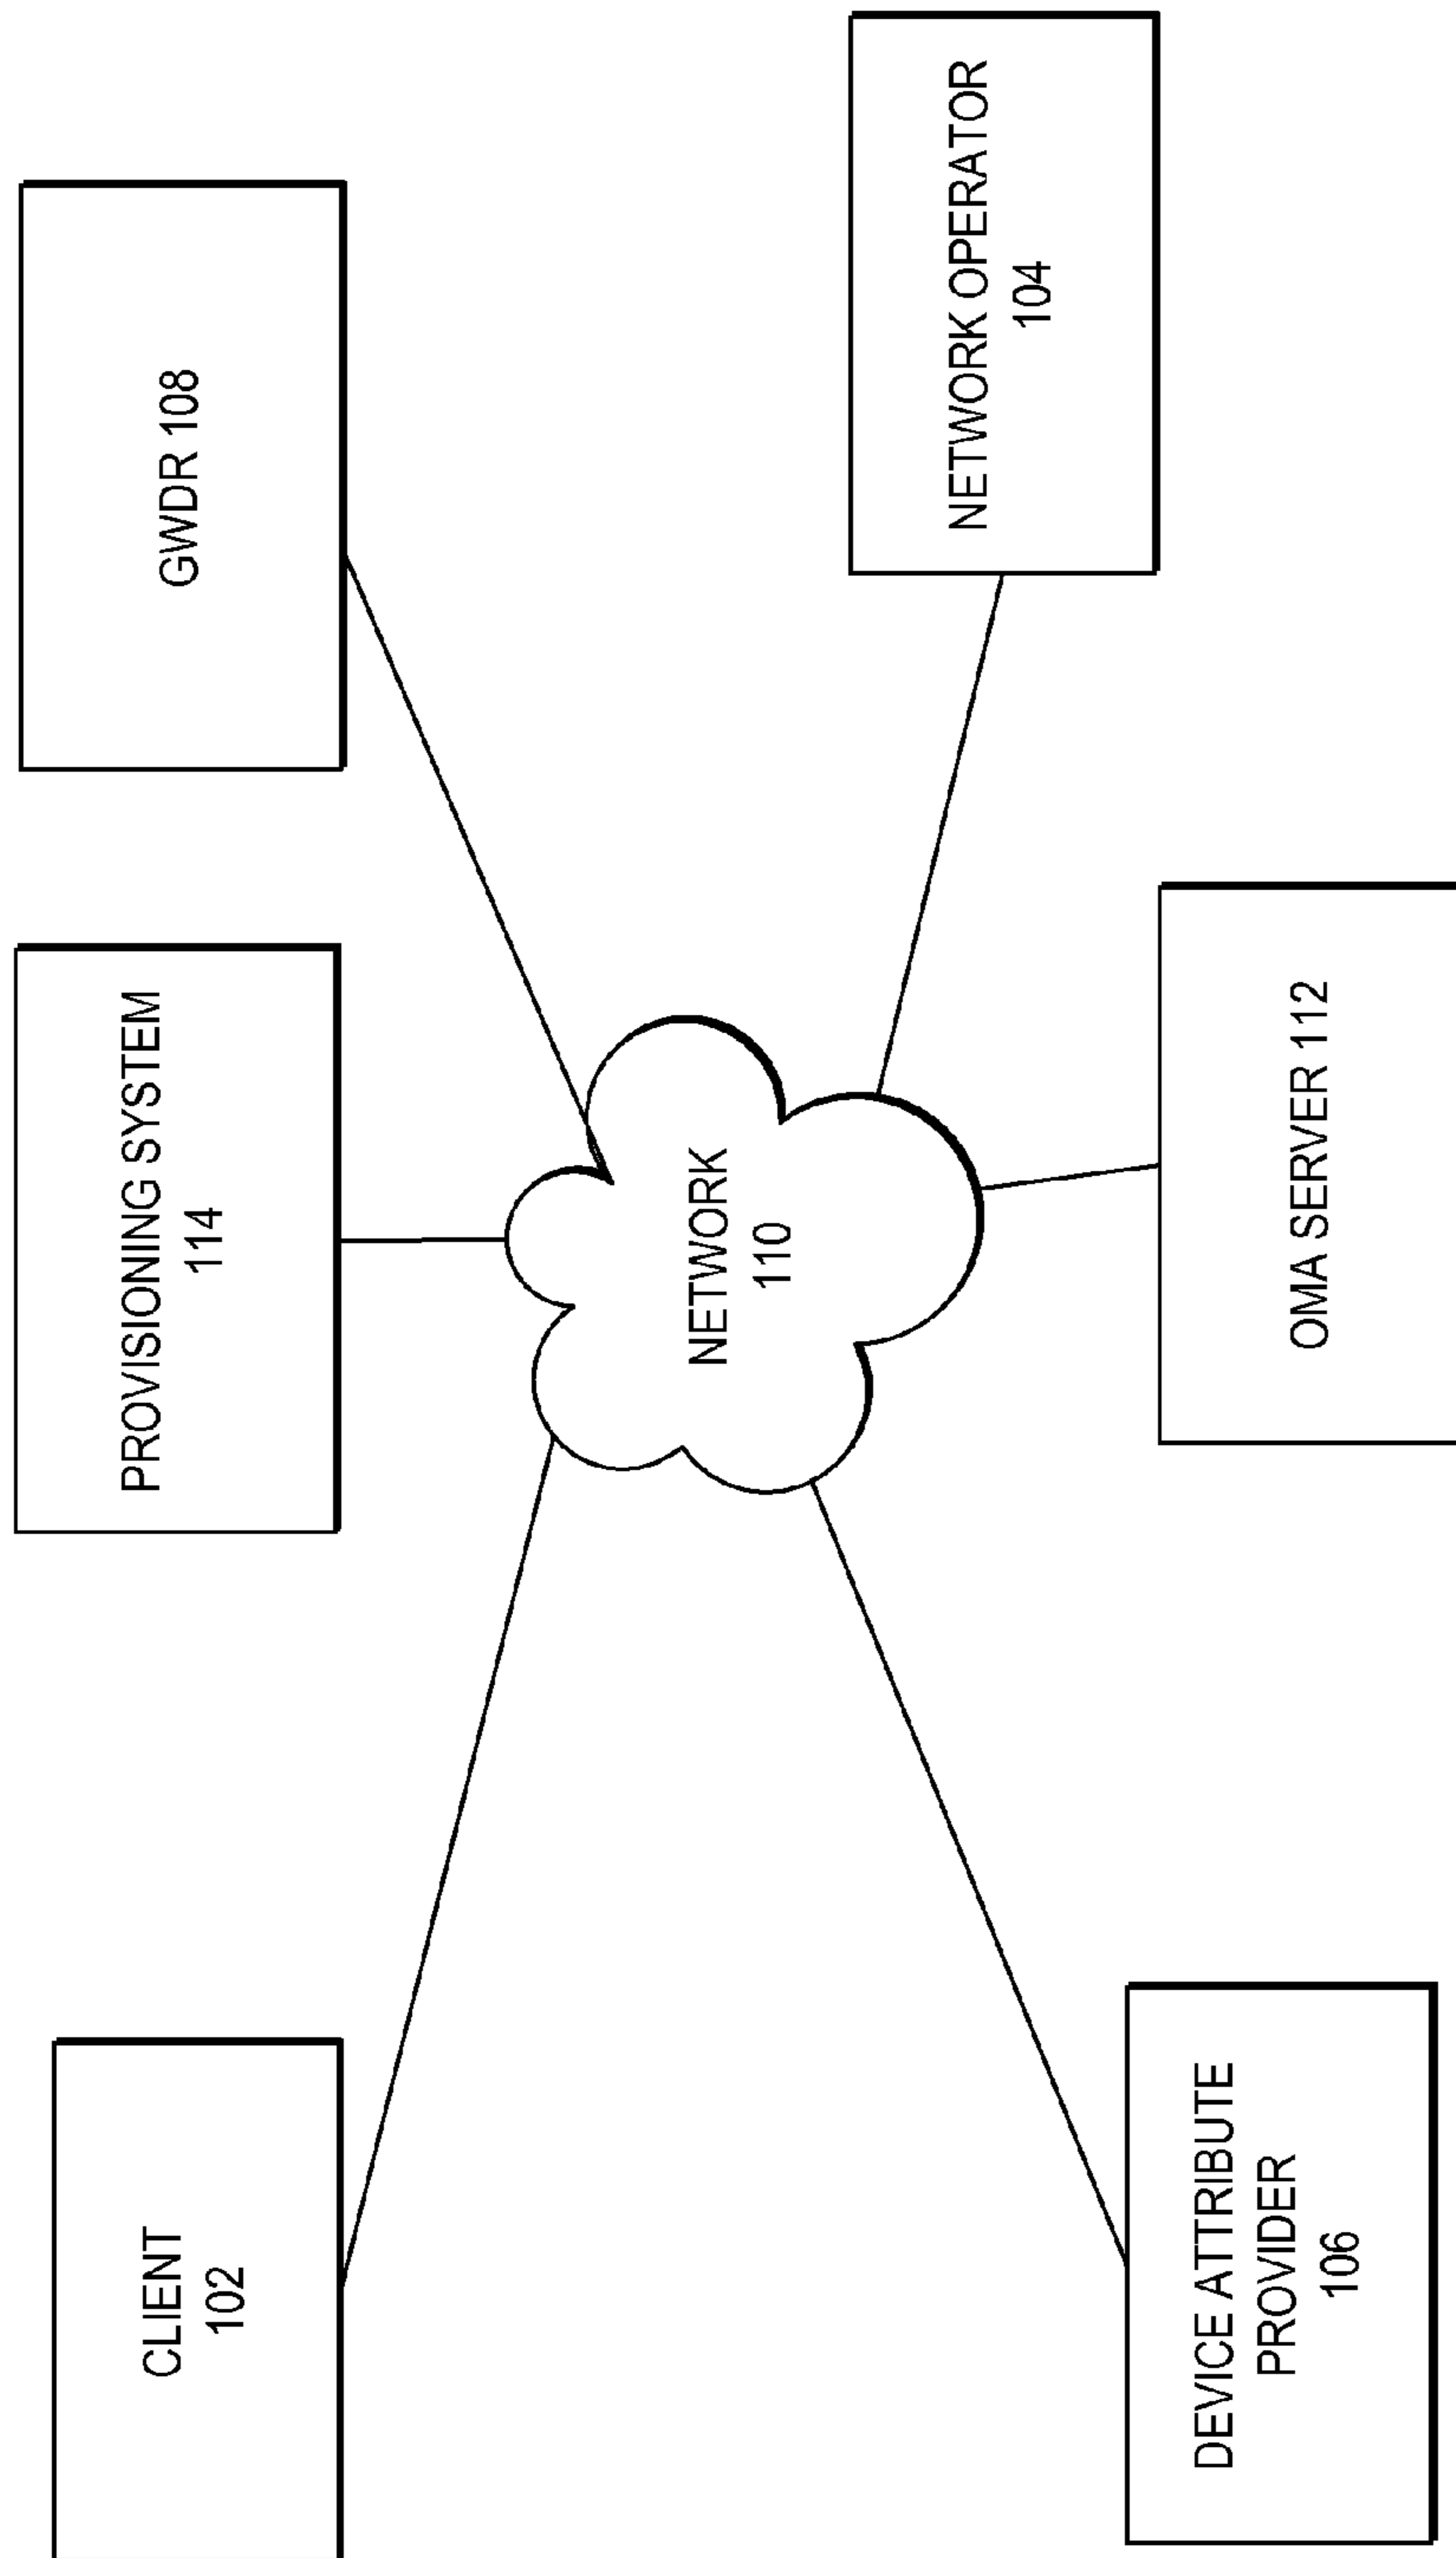 CLIENT
102
PROVISIONING SYSTEM
114
GWDR 108
NETWORK
110
NETWORK OPERATOR
104
DEVICE ATTRIBUTE
PROVIDER
106
OMA SERVER 112